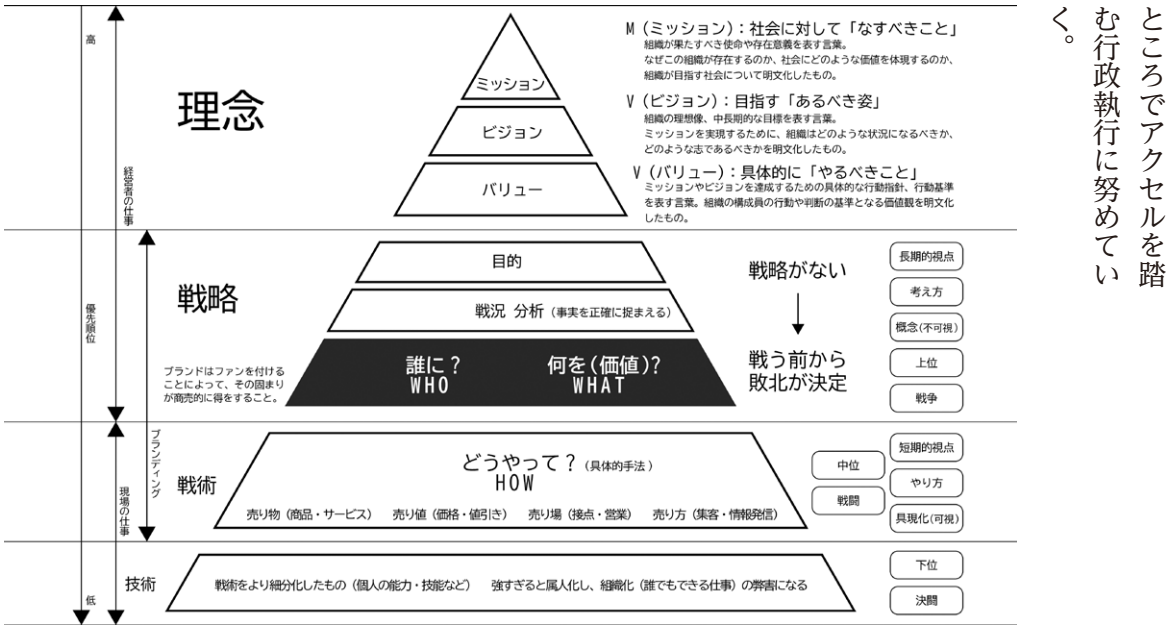 ところでアクセルを踏
む行政執行に努めてい
く。
高
優先順位
低
経営者の仕事
現場の仕事
ブランディング
理念
ミッション
ビジョン
バリュー
M(ミッション):社会に対して「なすべきこと」
組織が果たすべき使命や存在意義を表す言葉。
なぜこの組織が存在するのか、社会にどのような価値を体現するのか、
組織が目指す社会について明文化したもの。
V(ビジョン):目指す「あるべき姿」
組織の理想像、中長期的な目標を表す言葉。
ミッションを実現するために、組織はどのような状況になるべきか、
どのような志であるべきかを明文化したもの。
V(バリュー):具体的に「やるべきこと」
ミッションやビジョンを達成するための具体的な行動指針、行動基準
を表す言葉。組織の構成員の行動や判断の基準となる価値観を明文化
したもの。
戦略
ブランドはファンを付ける
ことによって、その固まり
が商売的に得をすること。
目的
戦況 分析(事実を正確に捉まえる)
誰に? 何を(価値)?
WHO WHAT
戦略がない
戦う前から
敗北が決定
長期的視点
考え方
概念(不可視)
上位
戦争
戦術
どうやって?(具体的手法)
HOW
売り物(商品・サービス) 売り値(価格・値引き) 売り場(接点・営業) 売り方(集客・情報発信)
中位
戦闘
短期的視点
やり方
具現化(可視)
技術
戦術をより細分化したもの(個人の能力・技能など) 強すぎると属人化し、組織化(誰でもできる仕事)の弊害になる
下位
決闘